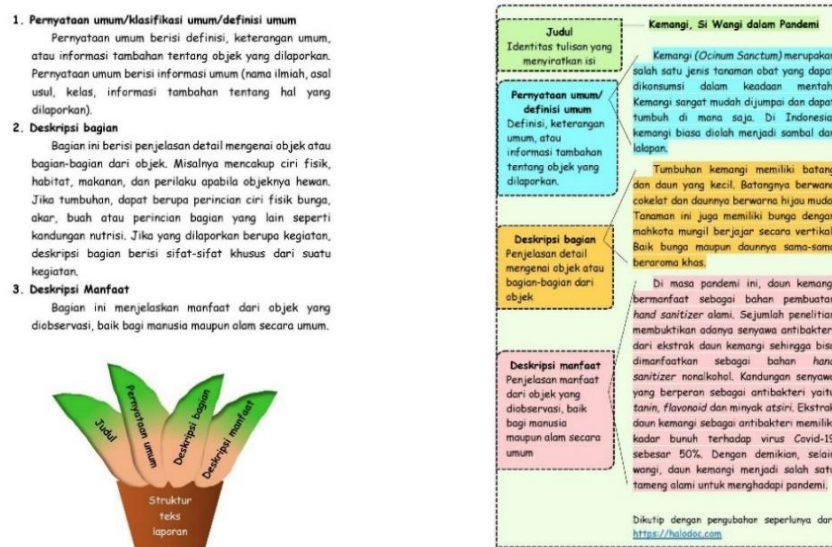 1. Pernyataan umum/klasifikasi umum/definisi umum
Pernyataan umum berisi definisi, keterangan umum,
atau informasi tambahan tentang objek yang dilaporkan.
Pernyataan umum berisi informasi umum (nama ilmiah, asal
usul, kelas, informasi tambahan tentang hal yang
dilaporkan).
2. Deskripsi bagian
Bagian ini berisi penjelasan detail mengenai objek atau
bagian-bagian dari objek. Misalnya mencakup ciri fisik,
habitat, makanan, dan perilaku apabila objeknya hewan.
Jika tumbuhan, dapat berupa perincian ciri fisik bunga,
akar, buah atau perincian bagian yang lain seperti
kandungan nutrisi. Jika yang dilaporkan berupa kegiatan,
deskripsi bagian berisi sifat-sifat khusus dari suatu
kegiatan.
3. Deskripsi Manfaat
Bagian ini menjelaskan manfaat dari objek yang
diobservasi, baik bagi manusia maupun alam secara umum.
Judul
Pernyataan umum
Deskripsi bagian
Deskripsi manfaat
Struktur
teks
laporan
Judul
Identitas tulisan yang
menyiratkan isi
Pernyataan umum/
definisi umum
Definisi, keterangan
umum, atau
informasi tambahan
tentang objek yang
dilaporkan.
Deskripsi bagian
Penjelasan detail
mengenai objek atau
bagian-bagian dari
objek
Deskripsi manfaat
Penjelasan manfaat
dari objek yang
diobservasi, baik
bagi manusia
maupun alam secara
umum
Kemangi, Si Wangi dalam Pandemi
Kemangi (Ocinum Sanctum) merupakan
salah satu jenis tanaman obat yang dapat
dikonsumsi dalam keadaan mentah.
Kemangi sangat mudah dijumpai dan dapat
tumbuh di mana saja. Di Indonesia
kemangi biasa diolah menjadi sambal dan
lalapan.
Tumbuhan kemangi memiliki batang
dan daun yang kecil. Batangnya berwarna
cokelat dan daunnya berwarna hijau muda.
Tanaman ini juga memiliki bunga dengan
mahkota mungil berjajar secara vertikal.
Baik bunga maupun daunnya sama-sama
beraroma khas.
Di masa pandemi ini, daun kemangi
bermanfaat sebagai bahan pembuatan
hand sanitizer alami. Sejumlah penelitian
membuktikan adanya senyawa antibakteri
dari ekstrak daun kemangi sehingga bisa
dimanfaatkan sebagai bahan hand
sanitizer nonalkohol. Kandungan senyawa
yang berperan sebagai antibakteri yaitu
tanin, flavonoid dan minyak atsiri. Ekstrak
daun kemangi sebagai antibakteri memiliki
kadar bunuh terhadap virus Covid-19
sebesar 50%. Dengan demikian, selain
wangi, daun kemangi menjadi salah satu
tameng alami untuk menghadapi pandemi.
Dikutip dengan pengubahan seperlunya dari
https://halodoc.com